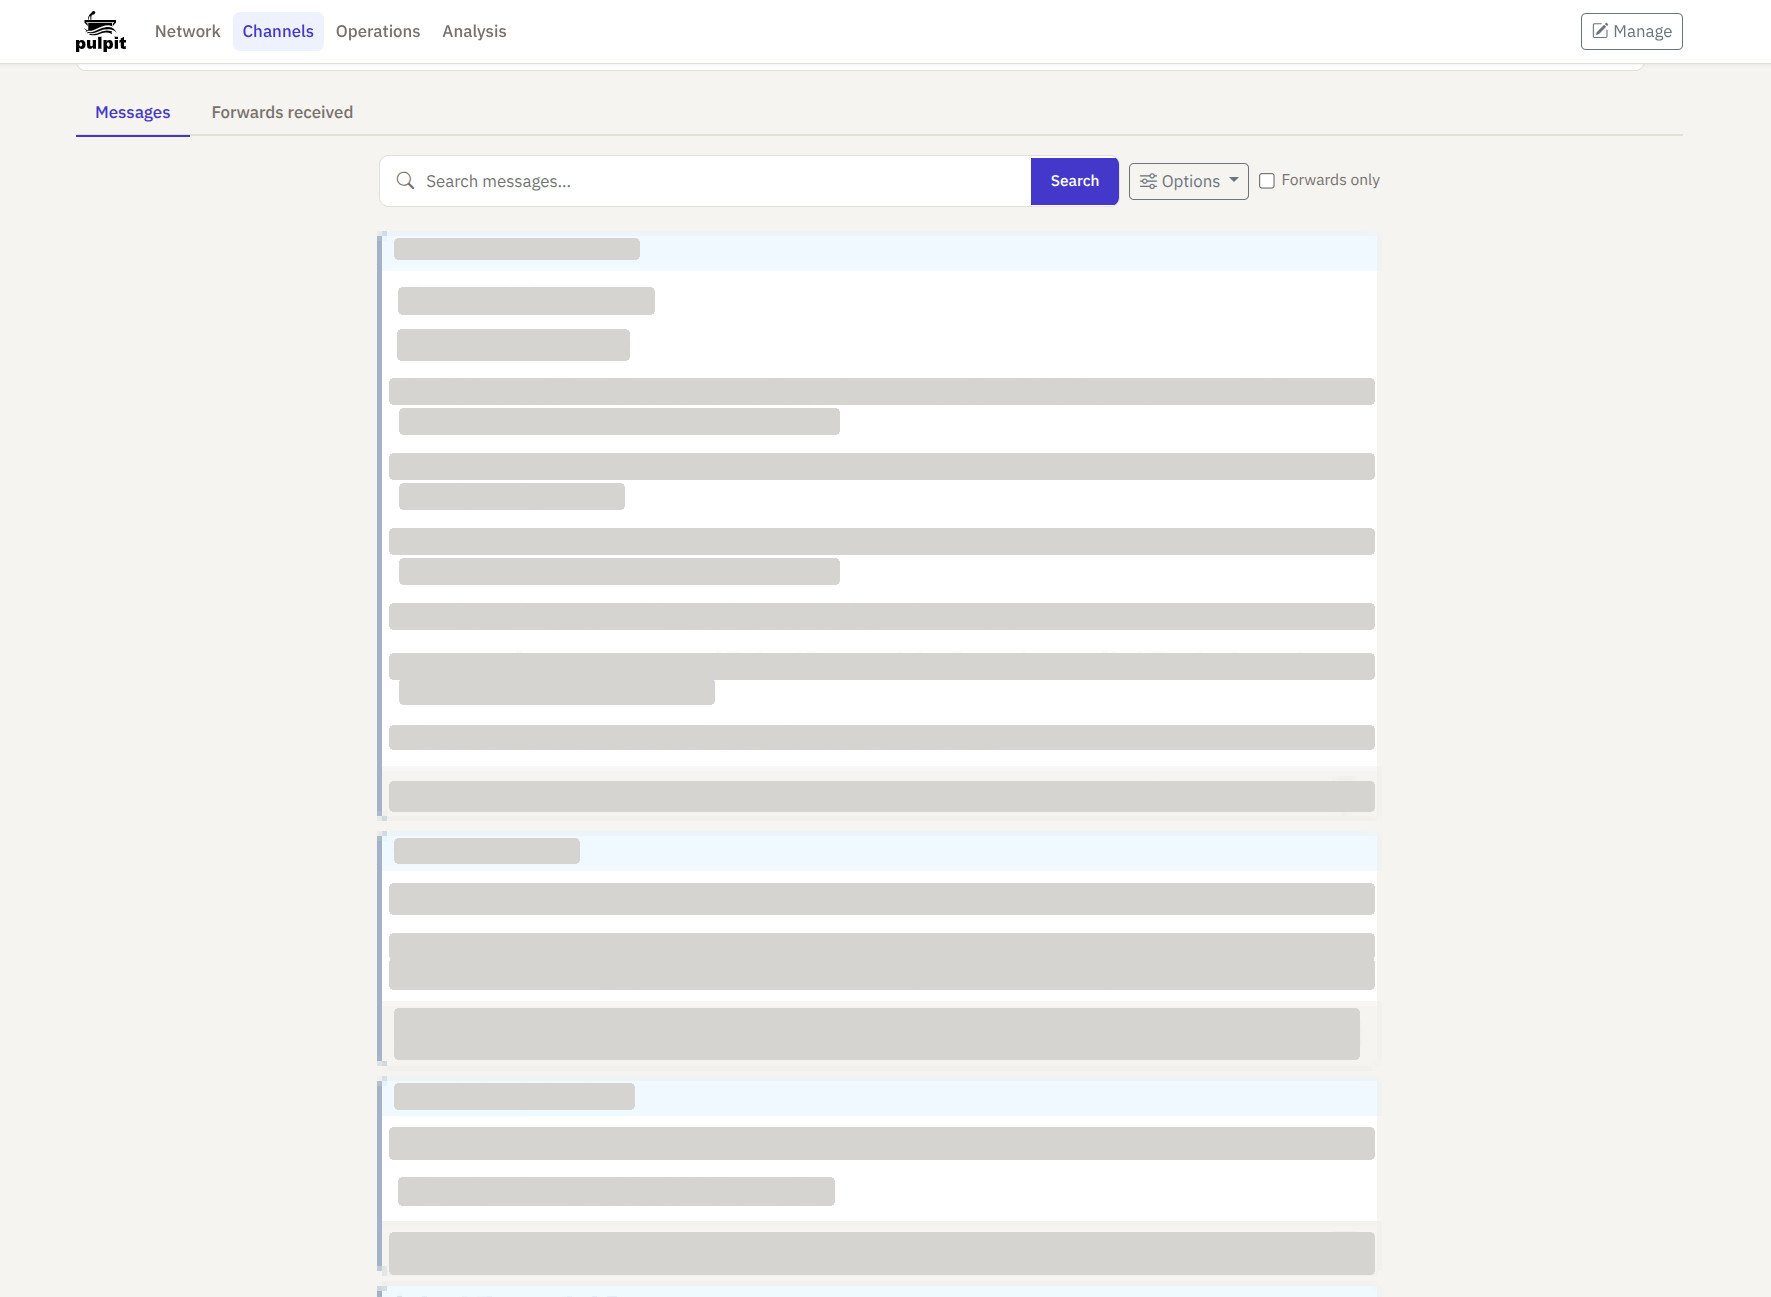 pulpit
Network Channels Operations Analysis Manage
Messages Forwards received
Search messages... Search Options Forwards only